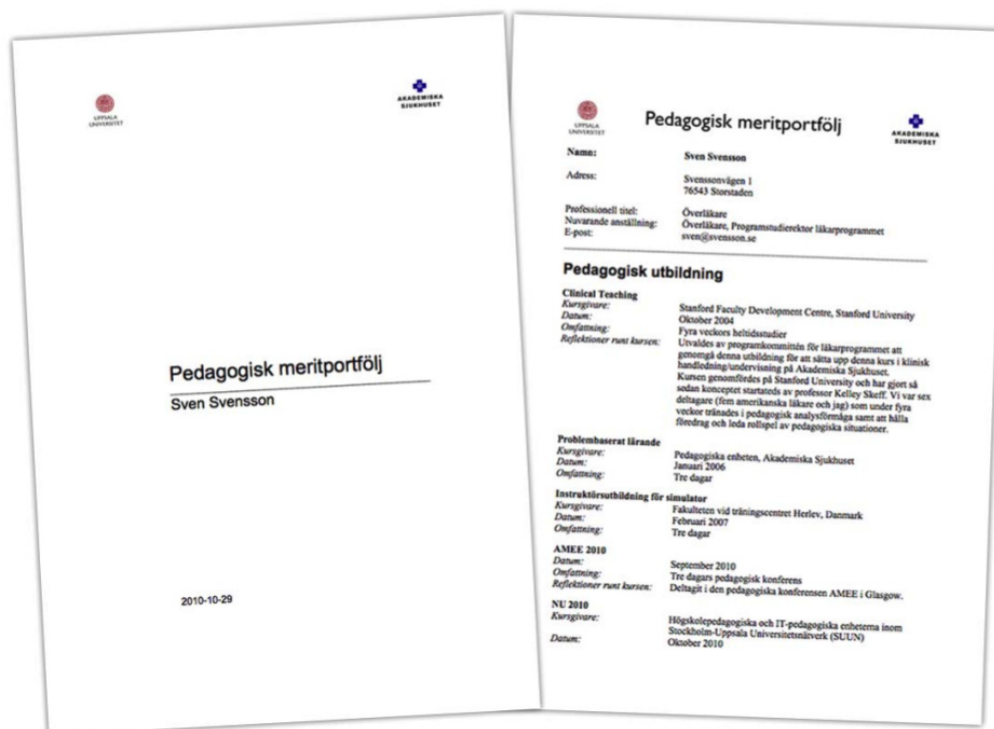 UPPSALA
UNIVERSITET
AKADEMISKA
SJUKHUSET
Pedagogisk meritportfölj
Sven Svensson
2010-10-29
UPPSALA
UNIVERSITET
Pedagogisk meritportfölj
AKADEMISKA
SJUKHUSET
Namn: Sven Svensson
Adress: Svenssonvägen 1
76543 Storstaden
Professionell titel: Överläkare
Nuvarande anställning: Överläkare, Programstudierektor läkarprogrammet
E-post: sven@svensson.se
Pedagogisk utbildning
Clinical Teaching
Kursgivare: Stanford Faculty Development Centre, Stanford University
Datum: Oktober 2004
Omfattning: Fyra veckors heltidsstudier
Reflektioner runt kursen: Utvaldes av programkommittén för läkarprogrammet att
genomgå denna utbildning för att sätta upp denna kurs i klinisk
handledning/undervisning på Akademiska Sjukhuset.
Kursen genomfördes på Stanford University och har gjort så
sedan konceptet startateds av professor Kelley Skeff. Vi var sex
deltagare (fem amerikanska läkare och jag) som under fyra
veckor tränades i pedagogisk analysförmåga samt att hålla
föredrag och leda rollspel av pedagogiska situationer.
Problembaserat lärande
Kursgivare: Pedagogiska enheten, Akademiska Sjukhuset
Datum: Januari 2006
Omfattning: Tre dagar
Instruktörsutbildning för simulator
Kursgivare: Fakulteten vid träningscentret Herlev, Danmark
Datum: Februari 2007
Omfattning: Tre dagar
AMEE 2010
Datum: September 2010
Omfattning: Tre dagars pedagogisk konferens
Reflektioner runt kursen: Deltagit i den pedagogiska konferensen AMEE i Glasgow.
NU 2010
Kursgivare: Högskolepedagogiska och IT-pedagogiska enheterna inom
Stockholm-Uppsala Universitetsnätverk (SUUN)
Datum: Oktober 2010